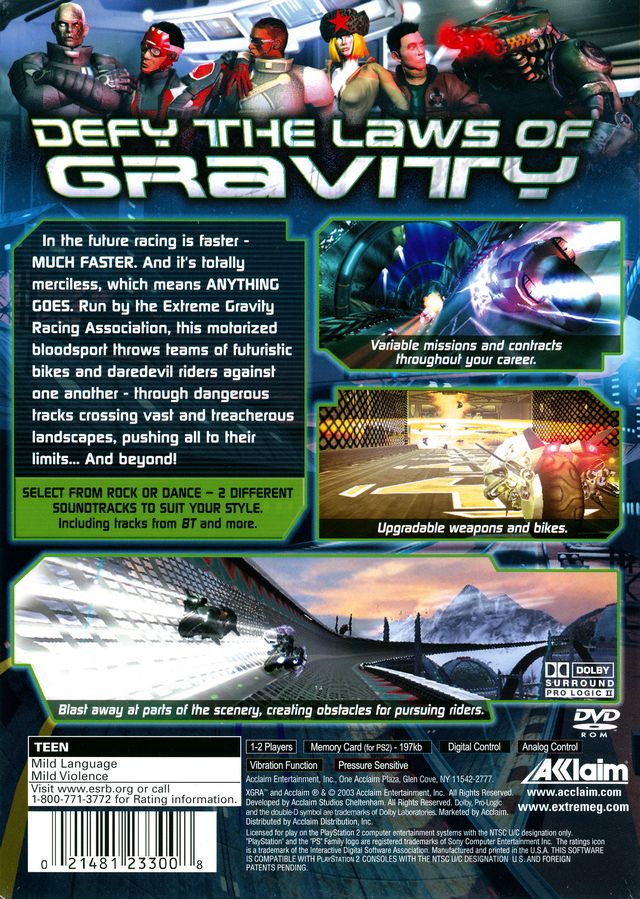 DEFY THE LAWS OF
GRAVITY
In the future racing is faster -
MUCH FASTER. And it's totally
merciless, which means ANYTHING
GOES. Run by the Extreme Gravity
Racing Association, this motorized
bloodsport throws teams of futuristic
bikes and daredevil riders against
one another - through dangerous
tracks crossing vast and treacherous
landscapes, pushing all to their
limits... And beyond!
SELECT FROM ROCK OR DANCE – 2 DIFFERENT
SOUNDTRACKS TO SUIT YOUR STYLE.
Including tracks from BT and more.
Variable missions and contracts
throughout your career.
Upgradable weapons and bikes.
Blast away at parts of the scenery, creating obstacles for pursuing riders.
DOLBY
SURROUND
PRO LOGIC II
DVD
ROM
TEEN
Mild Language
Mild Violence
Visit www.esrb.org or call
1-800-771-3772 for Rating information.
0 21481 23300 8
1-2 Players
Memory Card (for PS2) - 197kb
Digital Control
Analog Control
Vibration Function
Pressure Sensitive
Acclaim Entertainment, Inc., One Acclaim Plaza, Glen Cove, NY 11542-2777.
XGRA™ and Acclaim ® & © 2003 Acclaim Entertainment, Inc. All Rights Reserved.
Developed by Acclaim Studios Cheltenham. All Rights Reserved. Dolby, Pro-Logic
and the double-D symbol are trademarks of Dolby Laboratories. Marketed by Acclaim.
Distributed by Acclaim Distribution, Inc.
Licensed for play on the PlayStation 2 computer entertainment systems with the NTSC U/C designation only.
"PlayStation" and the "PS" Family logo are registered trademarks of Sony Computer Entertainment Inc. The ratings icon
is a trademark of the Interactive Digital Software Association. Manufactured and printed in the U.S.A. THIS SOFTWARE
IS COMPATIBLE WITH PLAYSTATION 2 CONSOLES WITH THE NTSC U/C DESIGNATION U.S. AND FOREIGN
PATENTS PENDING.
AKlaim
www.acclaim.com
www.extremeg.com